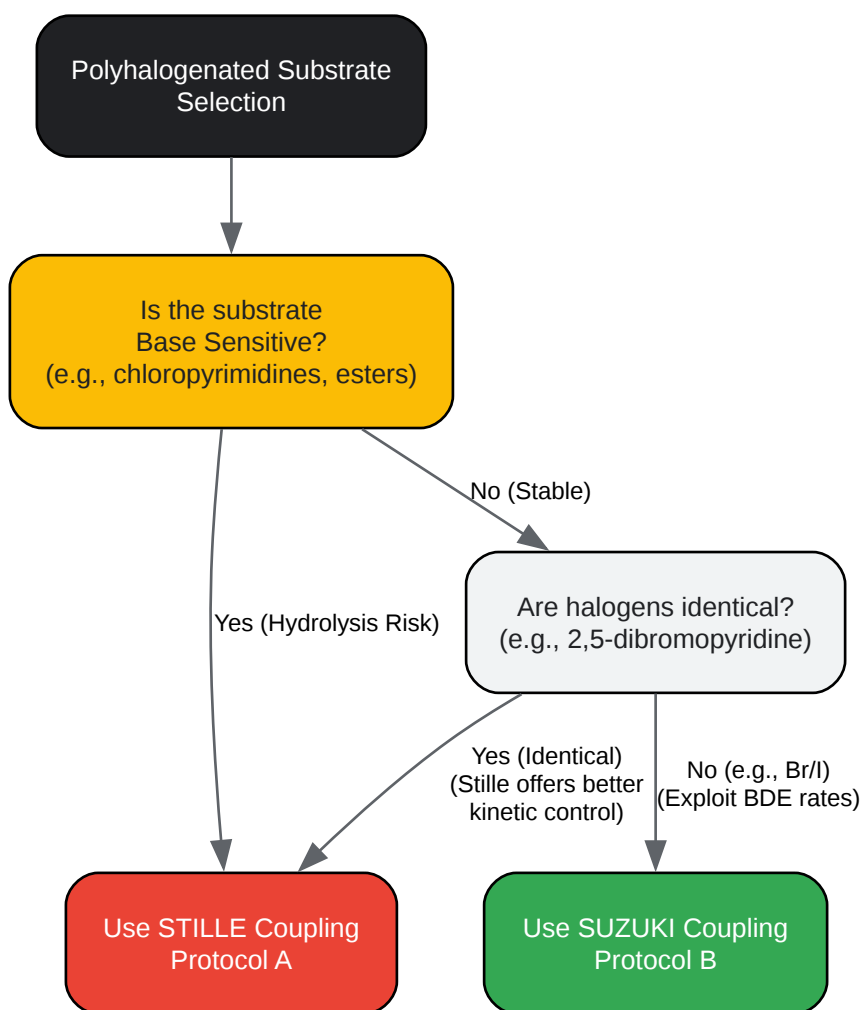 Polyhalogenated Substrate
Selection
Is the substrate
Base Sensitive?
(e.g., chloropyrimidines, esters)
No (Stable)
Are halogens identical?
(e.g., 2,5-dibromopyridine)
Yes (Hydrolysis Risk)
Yes (Identical)
(Stille offers better
kinetic control)
No (e.g., Br/I)
(Exploit BDE rates)
Use STILLE Coupling
Protocol A
Use SUZUKI Coupling
Protocol B